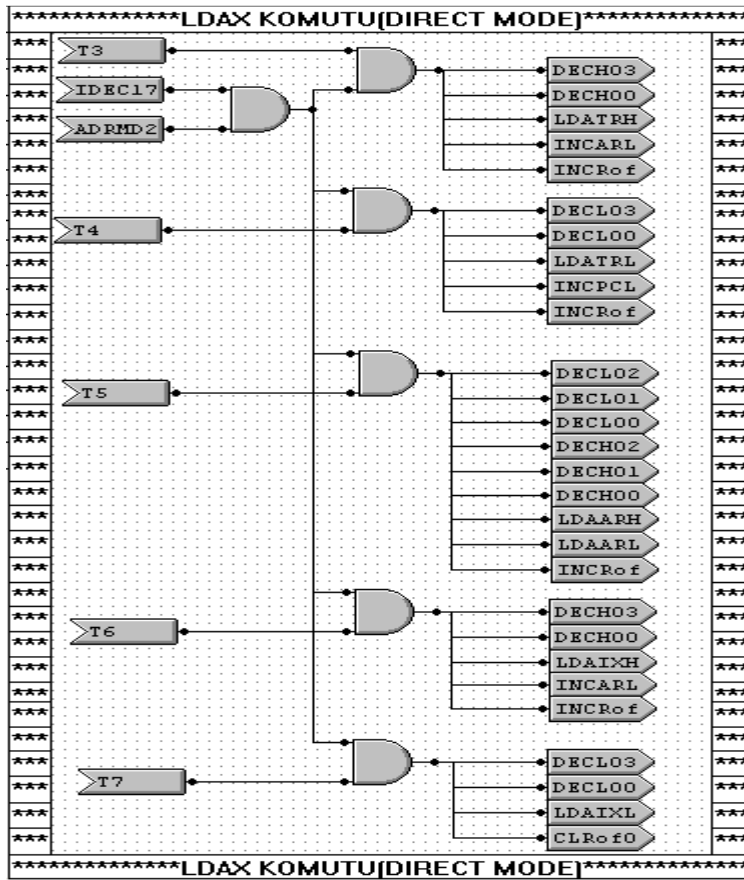 **************LDAX KOMUTU(DIRECT MODE)**************
T3
IDEC17
ADRMD2
DECH03
DECH00
LDATRH
INCARL
INCRof
T4
DECL03
DECL00
LDATRL
INCPCL
INCRof
T5
DECL02
DECL01
DECL00
DECH02
DECH01
DECH00
LDAARH
LDAARL
INCRof
T6
DECH03
DECH00
LDAIXH
INCARL
INCRof
T7
DECL03
DECL00
LDAIXL
CLRof0
**************LDAX KOMUTU(DIRECT MODE)**************